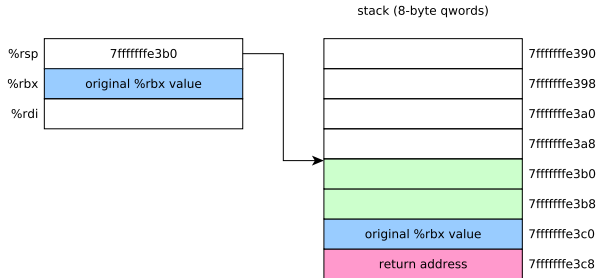 stack (8-byte qwords)
%rsp 7fffffffe3b0 7fffffffe390
%rbx original %rbx value 7fffffffe398
%rdi 7fffffffe3a0
7fffffffe3a8
7fffffffe3b0
7fffffffe3b8
original %rbx value 7fffffffe3c0
return address 7fffffffe3c8